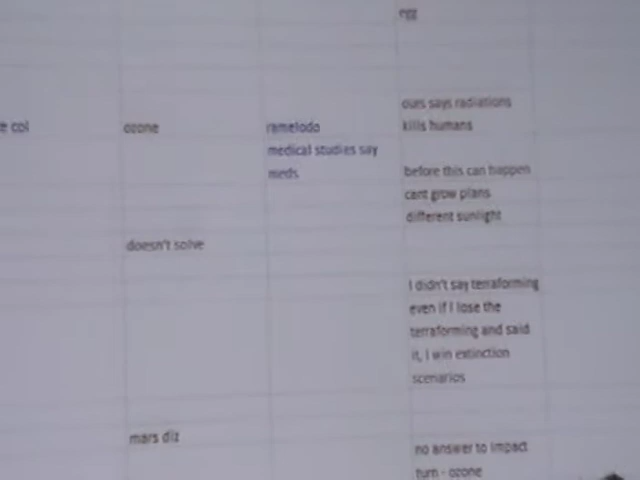 egg
e col
ozone
ramelodo
medical studies say
meds
ours says radiations
kills humans
before this can happen
cant grow plans
different sunlight
doesn't solve
I didn't say terraforming
even if I lose the
terraforming and said
it, I win extinction
scenarios
mars diz
no answer to impact
turn - ozone